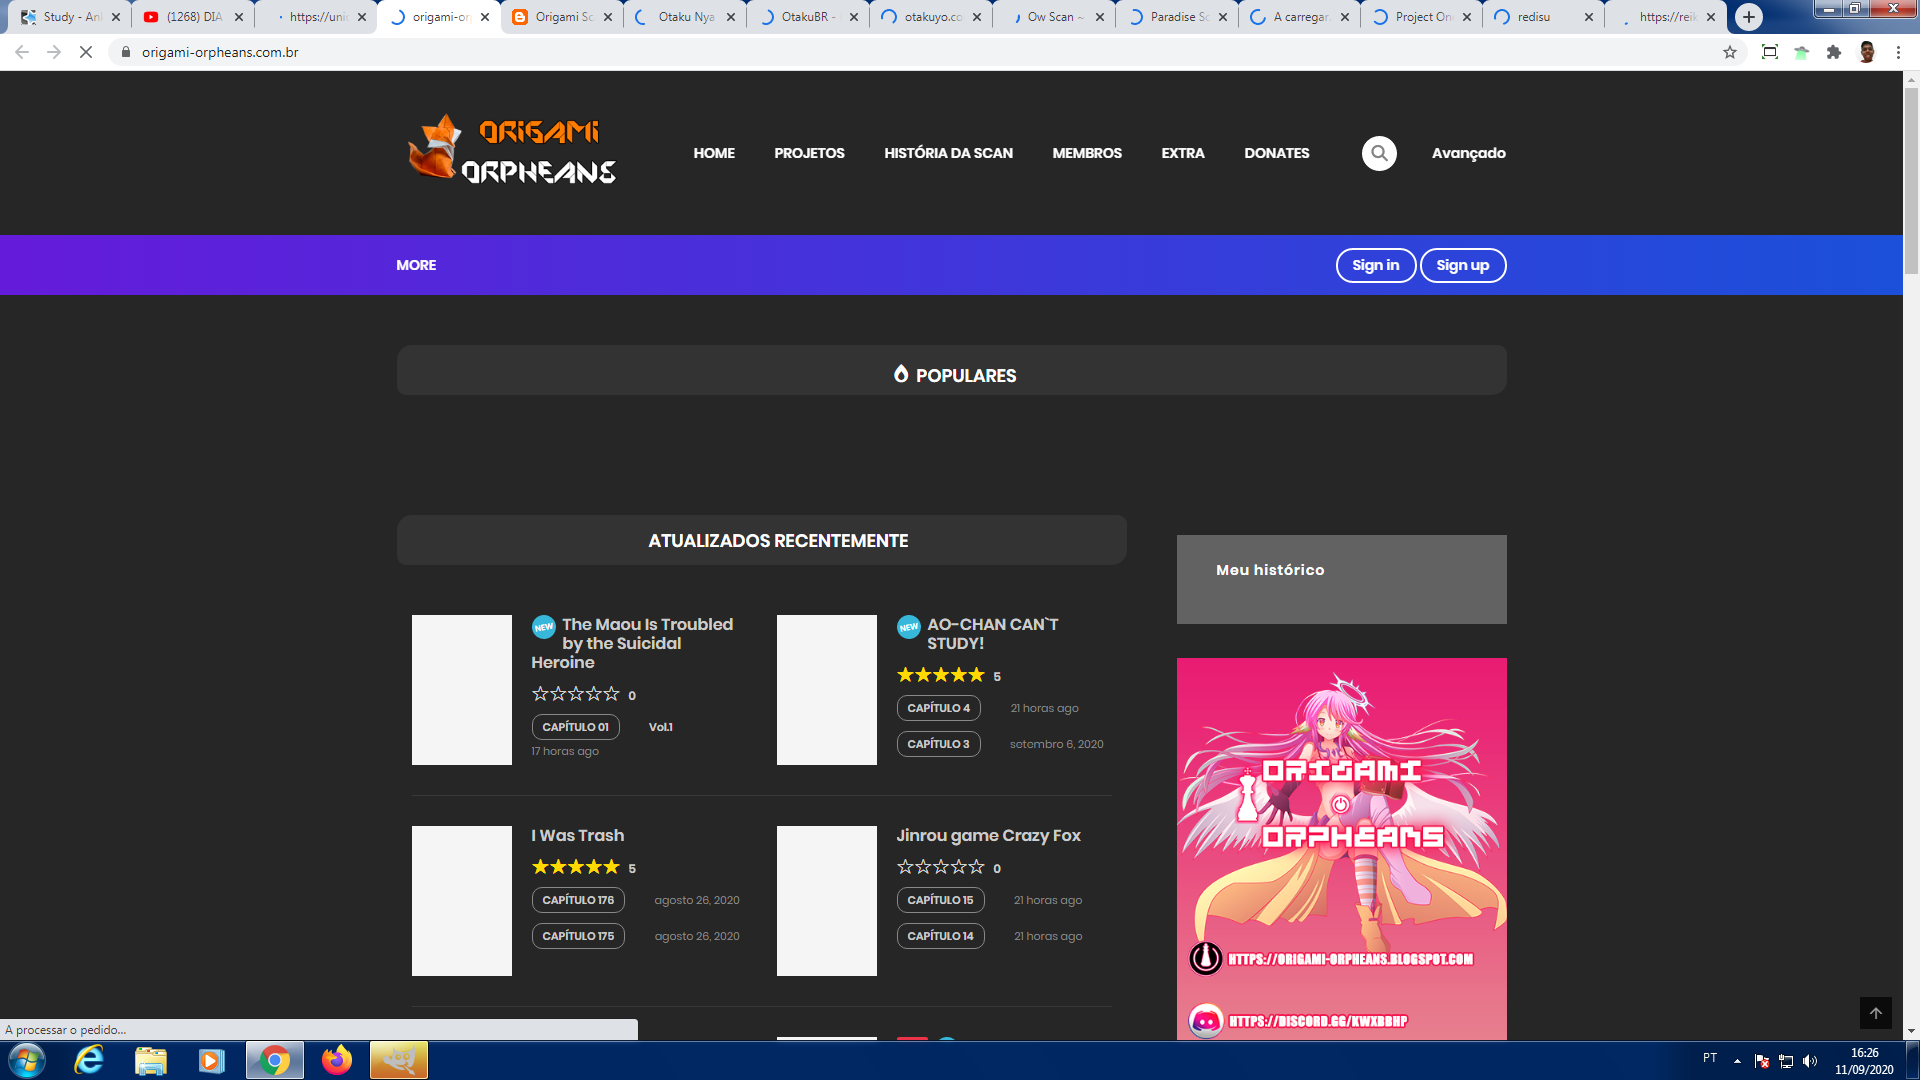 Study - An
(1268) DIA
https://uni
origami-or
Origami Sc
Otaku Nya
OtakuBR -
otakuyo.co
Ow Scan ~
Paradise Sc
A carregar
Project On
redisu
https://reik
origami-orpheans.com.br
ORIGAMI
ORPHEANS
HOME
PROJETOS
HISTÓRIA DA SCAN
MEMBROS
EXTRA
DONATES
Avançado
MORE
Sign in
Sign up
POPULARES
ATUALIZADOS RECENTEMENTE
Meu histórico
NEW The Maou Is Troubled
by the Suicidal
Heroine
0
CAPÍTULO 01 Vol.1
17 horas ago
NEW AO-CHAN CAN`T
STUDY!
5
CAPÍTULO 4 21 horas ago
CAPÍTULO 3 setembro 6, 2020
I Was Trash
5
CAPÍTULO 176 agosto 26, 2020
CAPÍTULO 175 agosto 26, 2020
Jinrou game Crazy Fox
0
CAPÍTULO 15 21 horas ago
CAPÍTULO 14 21 horas ago
ORIGAMI
ORPHEANS
HTTPS://ORIGAMI-ORPHEANS.BLOGSPOT.COM
HTTPS://DISCORD.GG/KWXBBHP
A processar o pedido...
PT
16:26
11/09/2020